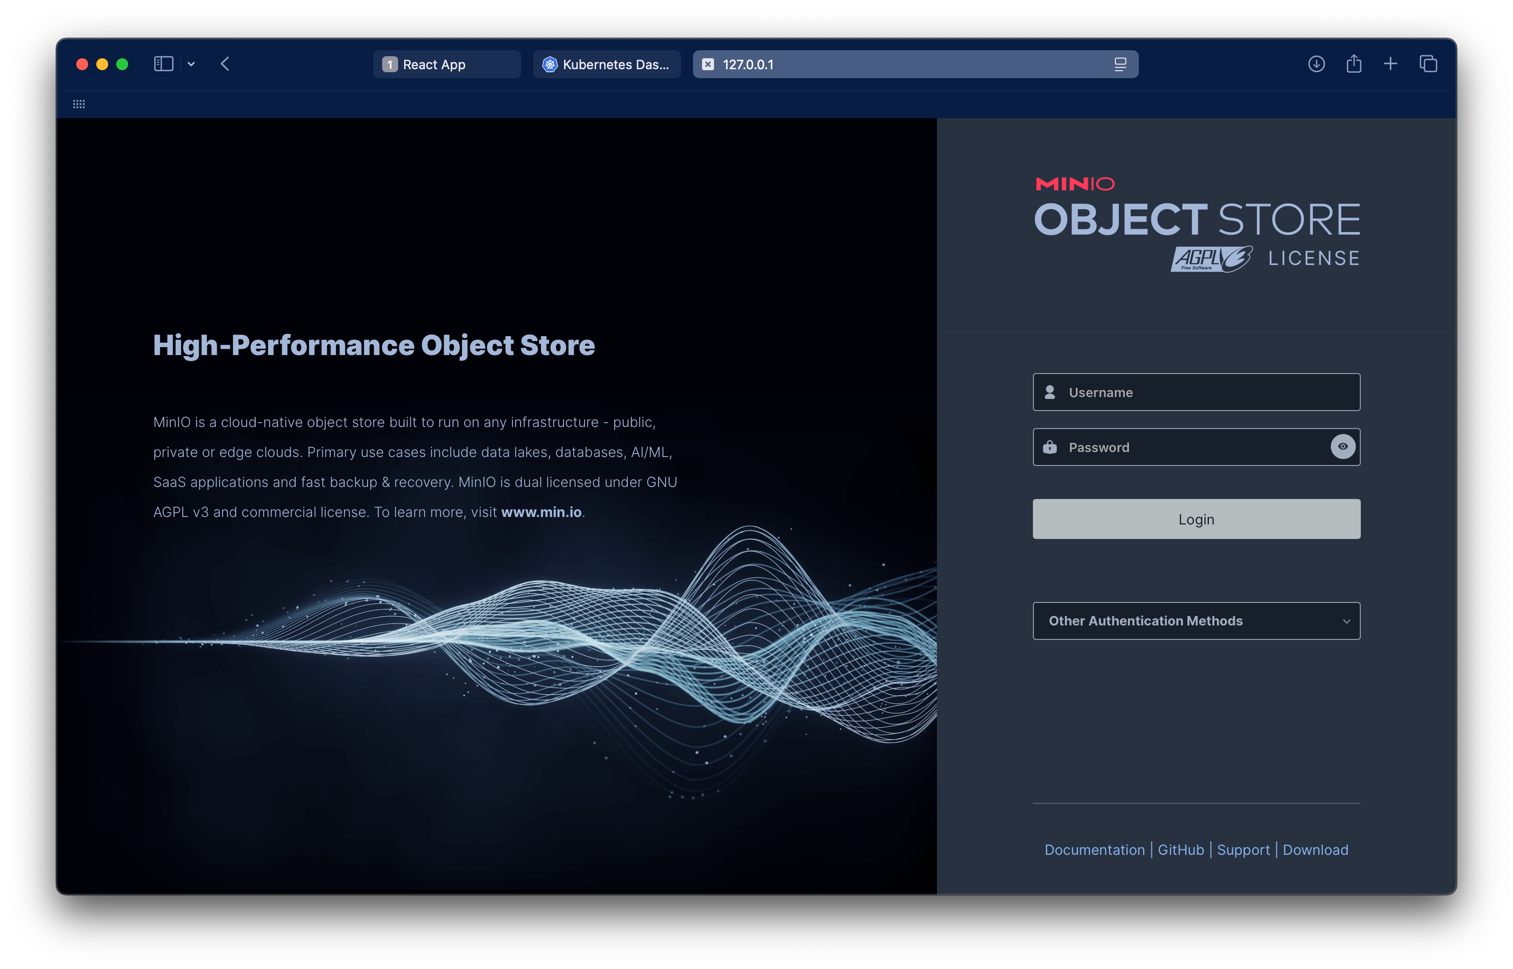 1 React App
Kubernetes Das...
127.0.0.1
MINIO
OBJECT STORE
AGPL v3 Free Software LICENSE
High-Performance Object Store
MinIO is a cloud-native object store built to run on any infrastructure - public,
private or edge clouds. Primary use cases include data lakes, databases, AI/ML,
SaaS applications and fast backup & recovery. MinIO is dual licensed under GNU
AGPL v3 and commercial license. To learn more, visit www.min.io.
Username
Password
Login
Other Authentication Methods
Documentation | GitHub | Support | Download